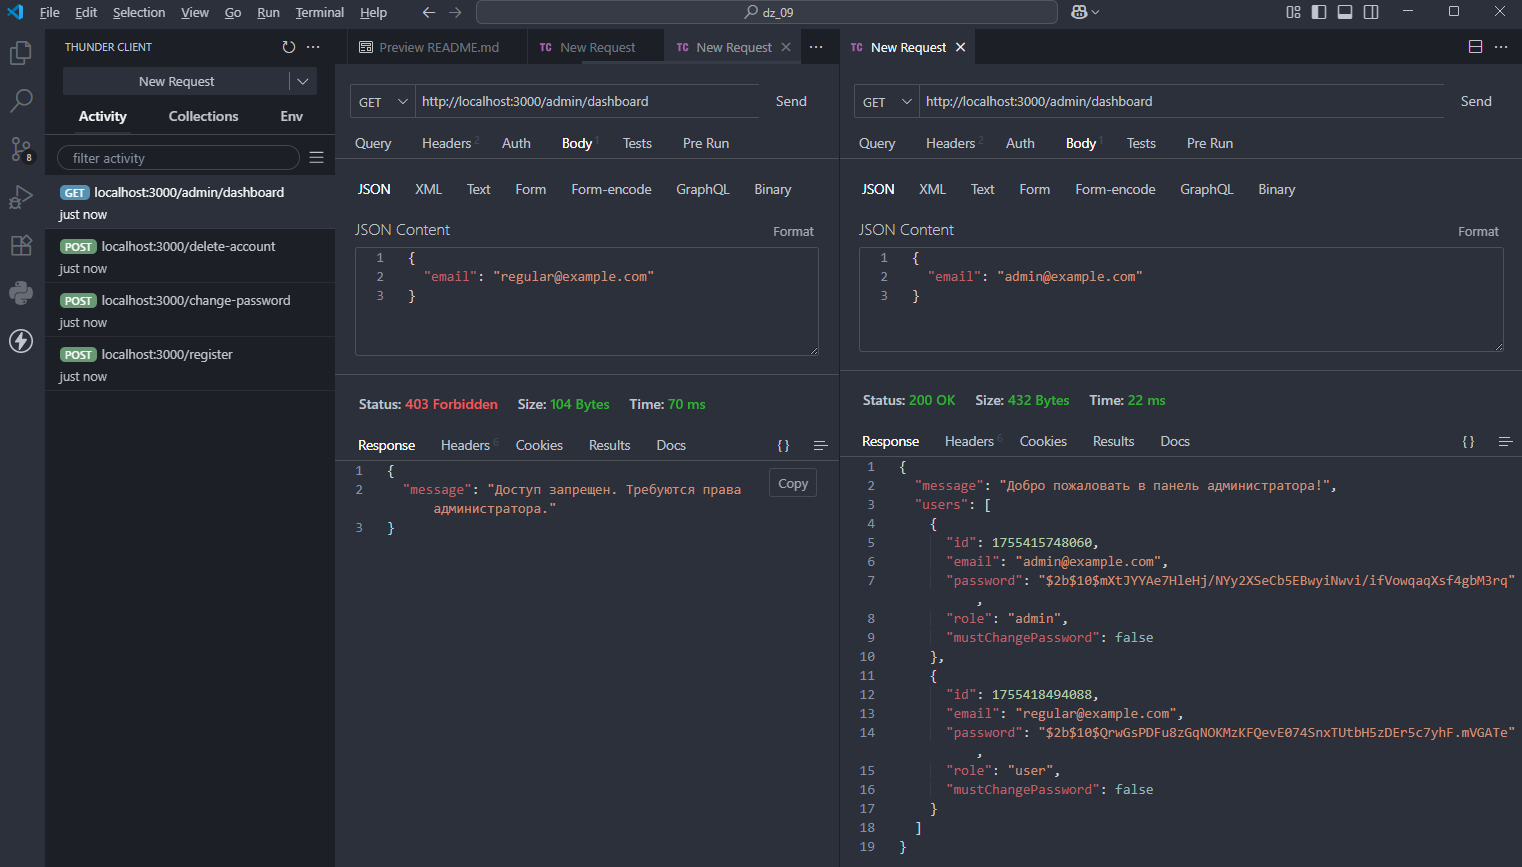 File Edit Selection View Go Run Terminal Help
dz_09
THUNDER CLIENT
New Request
Activity Collections Env
filter activity
GET localhost:3000/admin/dashboard
just now
POST localhost:3000/delete-account
just now
POST localhost:3000/change-password
just now
POST localhost:3000/register
just now
8
Preview README.md
TC New Request
TC New Request
GET http://localhost:3000/admin/dashboard Send
Query Headers 2 Auth Body 1 Tests Pre Run
JSON XML Text Form Form-encode GraphQL Binary
JSON Content Format
1 {
2 "email": "regular@example.com"
3 }
Status: 403 Forbidden Size: 104 Bytes Time: 70 ms
Response Headers 6 Cookies Results Docs {}
1 {
2 "message": "Доступ запрещен. Требуются права
администратора."
3 }
Copy
TC New Request
GET http://localhost:3000/admin/dashboard Send
Query Headers 2 Auth Body 1 Tests Pre Run
JSON XML Text Form Form-encode GraphQL Binary
JSON Content Format
1 {
2 "email": "admin@example.com"
3 }
Status: 200 OK Size: 432 Bytes Time: 22 ms
Response Headers 6 Cookies Results Docs {}
1 {
2 "message": "Добро пожаловать в панель администратора!",
3 "users": [
4 {
5 "id": 1755415748060,
6 "email": "admin@example.com",
7 "password": "$2b$10$mXtJYYAe7HleHj/NYy2XSeCb5EBwyiNwvi/ifVowqaqXsf4gbM3rq"
,
8 "role": "admin",
9 "mustChangePassword": false
10 },
11 {
12 "id": 1755418494088,
13 "email": "regular@example.com",
14 "password": "$2b$10$QrwGsPDFu8zGqNOKMzKFQevE074SnxTUtbH5zDEr5c7yhF.mVGATe"
,
15 "role": "user",
16 "mustChangePassword": false
17 }
18 ]
19 }